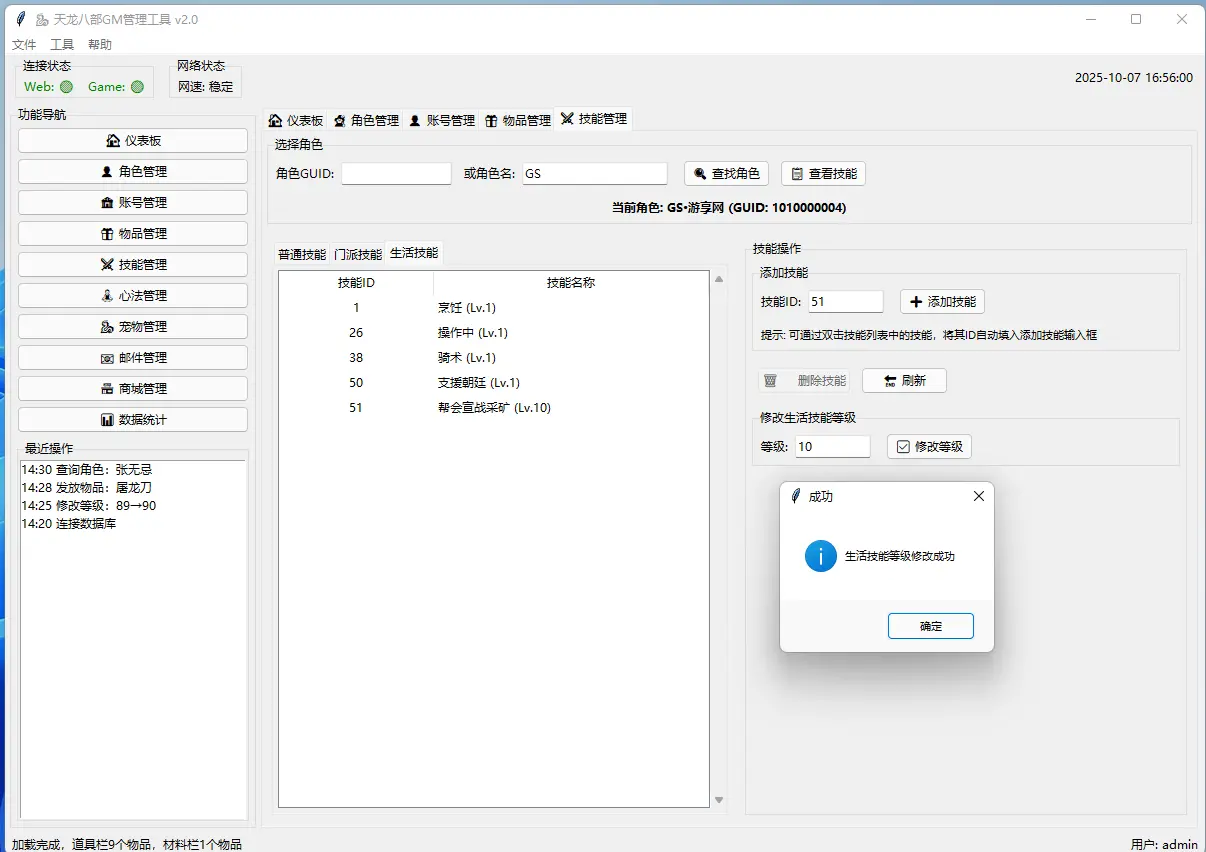 天龙八部GM管理工具 v2.0
文件 工具 帮助
连接状态 网络状态
Web: Game: 网速: 稳定
2025-10-07 16:56:00
功能导航
仪表板
角色管理
账号管理
物品管理
技能管理
心法管理
宠物管理
邮件管理
商城管理
数据统计
最近操作
14:30 查询角色：张无忌
14:28 发放物品：屠龙刀
14:25 修改等级：89→90
14:20 连接数据库
仪表板 角色管理 账号管理 物品管理 技能管理
选择角色
角色GUID: 或角色名: GS 查找角色 查看技能
当前角色: GS•游享网 (GUID: 1010000004)
普通技能 门派技能 生活技能
技能ID 技能名称
1 烹饪 (Lv.1)
26 操作中 (Lv.1)
38 骑术 (Lv.1)
50 支援朝廷 (Lv.1)
51 帮会宣战采矿 (Lv.10)
技能操作
添加技能
技能ID: 51 添加技能
提示: 可通过双击技能列表中的技能，将其ID自动填入添加技能输入框
删除技能 刷新
修改生活技能等级
等级: 10 修改等级
成功
生活技能等级修改成功
确定
加载完成，道具栏9个物品，材料栏1个物品
用户: admin